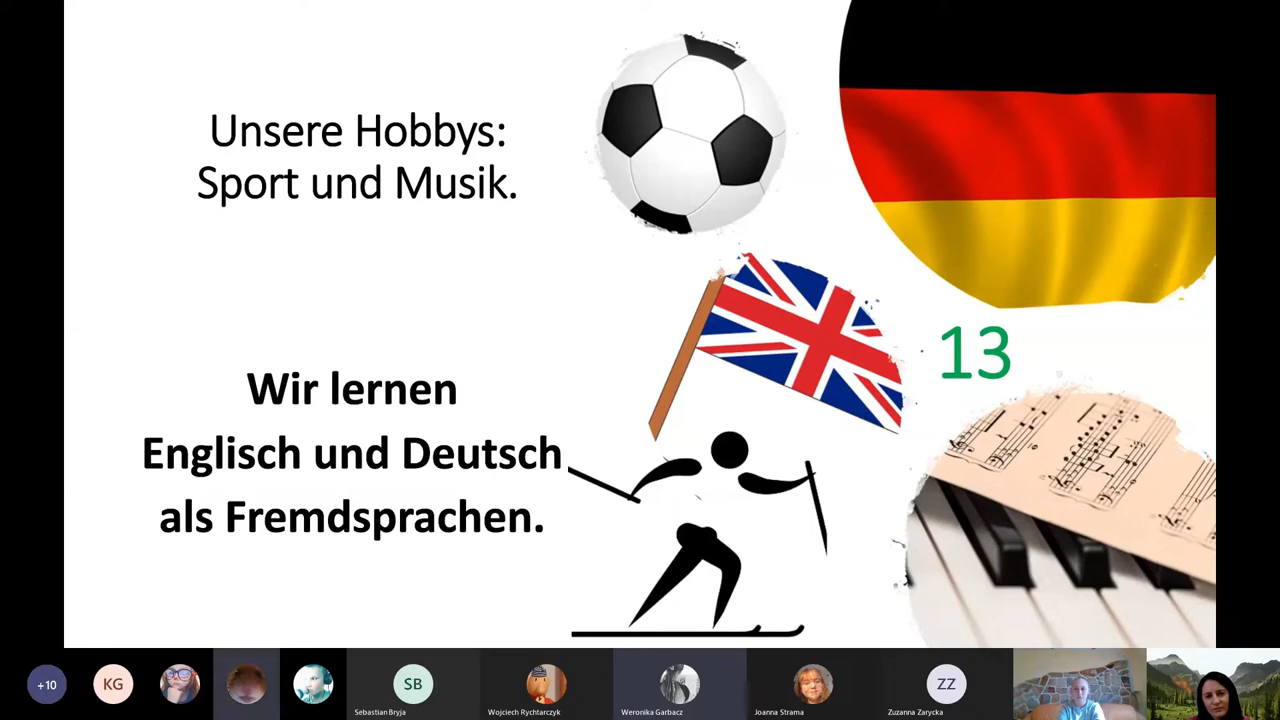 Unsere Hobbys:
Sport und Musik.
Wir lernen
Englisch und Deutsch
als Fremdsprachen.
13
+10
KG
SB
Sebastian Bryja
Wojciech Rychtarczyk
Weronika Garbacz
Joanna Strama
ZZ
Zuzanna Zarycka